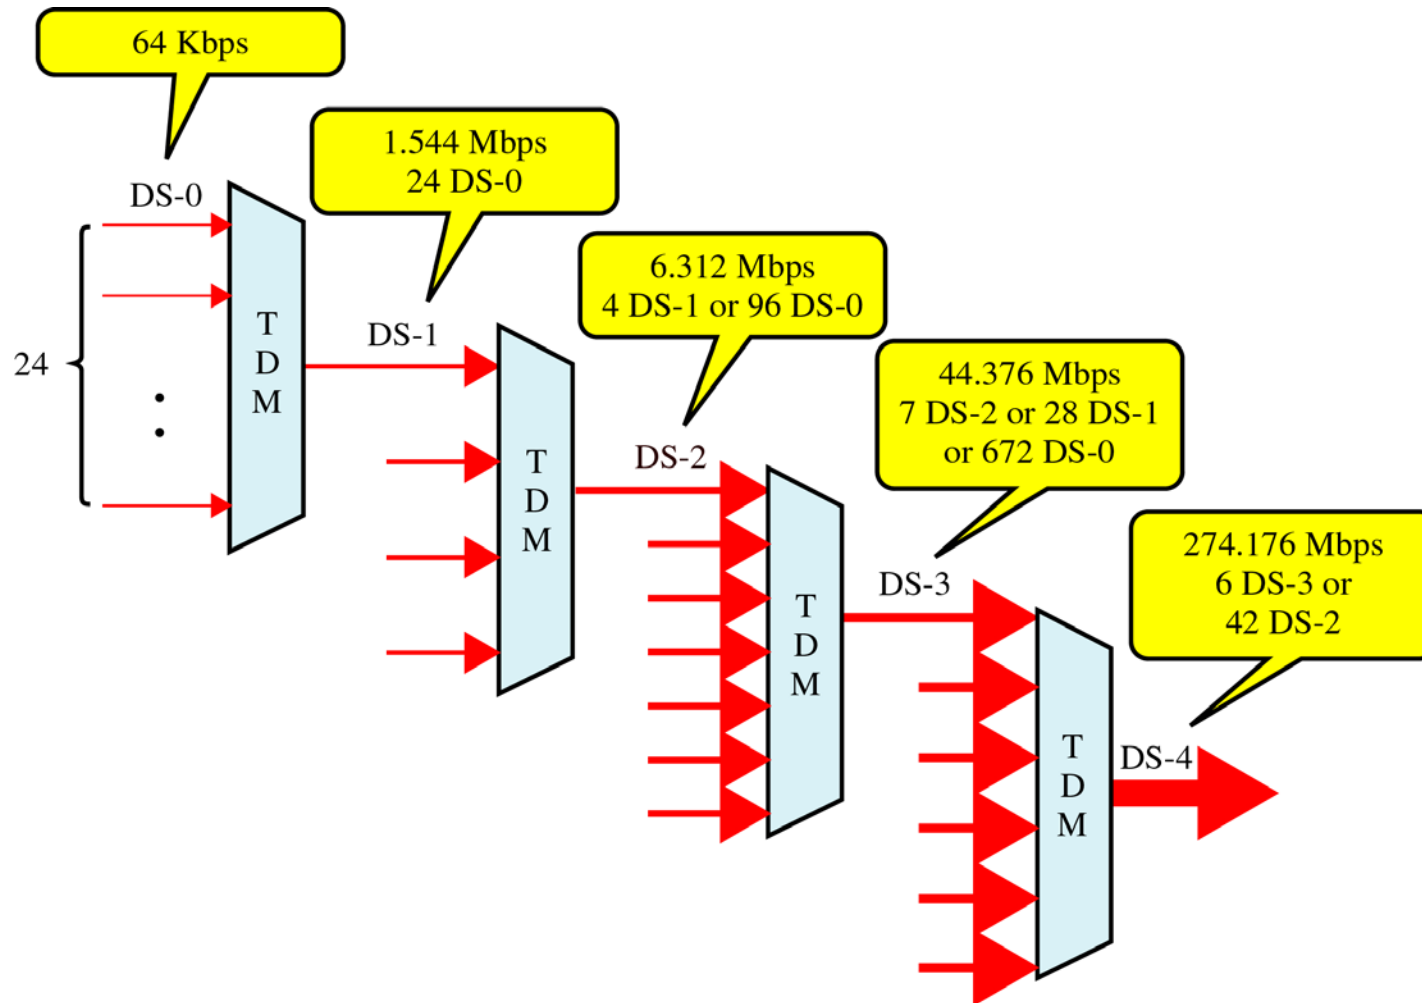 64 Kbps
DS-0
24
T
D
M
1.544 Mbps
24 DS-0
DS-1
T
D
M
6.312 Mbps
4 DS-1 or 96 DS-0
DS-2
T
D
M
44.376 Mbps
7 DS-2 or 28 DS-1
or 672 DS-0
DS-3
T
D
M
274.176 Mbps
6 DS-3 or
42 DS-2
DS-4